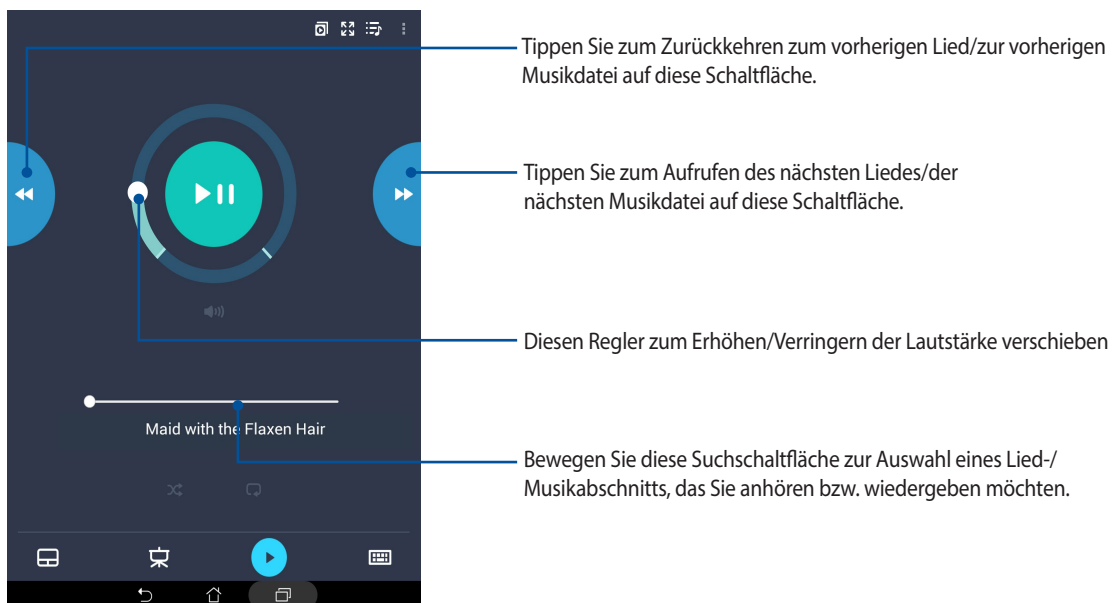 Tippen Sie zum Zurückkehren zum vorherigen Lied/zur vorherigen
Musikdatei auf diese Schaltfläche.
Tippen Sie zum Aufrufen des nächsten Liedes/der
nächsten Musikdatei auf diese Schaltfläche.
Diesen Regler zum Erhöhen/Verringern der Lautstärke verschieben
Maid with the Flaxen Hair
Bewegen Sie diese Suchschaltfläche zur Auswahl eines Lied-/
Musikabschnitts, das Sie anhören bzw. wiedergeben möchten.